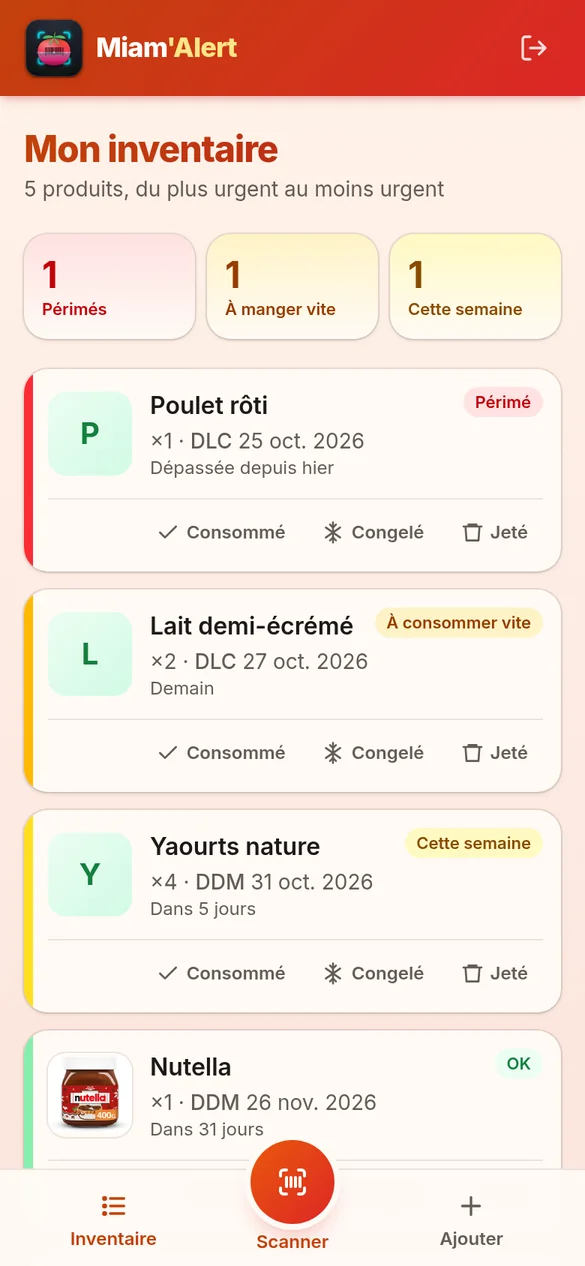 Miam'Alert
Mon inventaire
5 produits, du plus urgent au moins urgent
1
Périmés
1
À manger vite
1
Cette semaine
P
Poulet rôti
Périmé
×1 · DLC 25 oct. 2026
Dépassée depuis hier
Consommé
Congelé
Jeté
L
Lait demi-écrémé
À consommer vite
×2 · DLC 27 oct. 2026
Demain
Consommé
Congelé
Jeté
Y
Yaourts nature
Cette semaine
×4 · DDM 31 oct. 2026
Dans 5 jours
Consommé
Congelé
Jeté
nutella
400g
Nutella
OK
×1 · DDM 26 nov. 2026
Dans 31 jours
Inventaire
Scanner
Ajouter